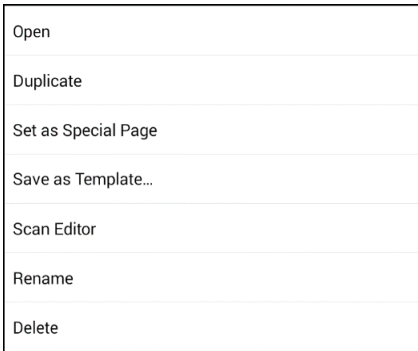 Open
Duplicate
Set as Special Page
Save as Template...
Scan Editor
Rename
Delete